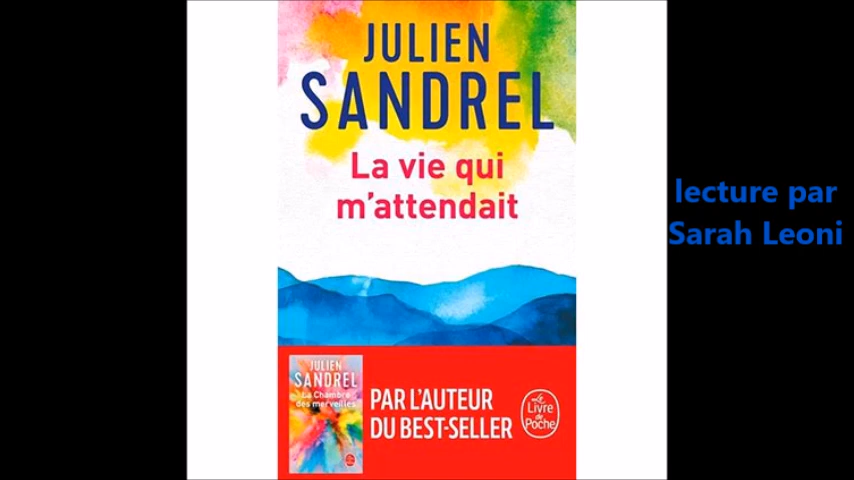 JULIEN
SANDREL
La vie qui
m'attendait
lecture par
Sarah Leoni
JULIEN
SANDREL
La Chambre
des merveilles
PAR L'AUTEUR
DU BEST-SELLER
Le
Livre
de
Poche